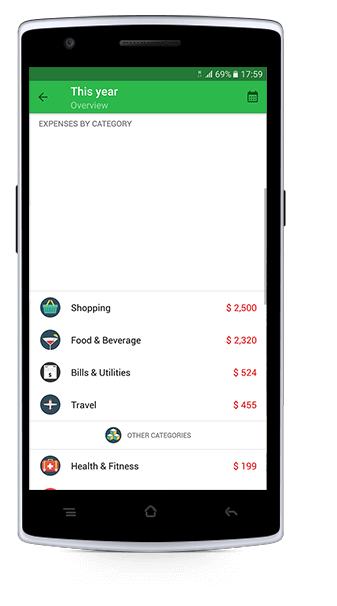 69% 17:59
This year
Overview
EXPENSES BY CATEGORY
Shopping $ 2,500
Food & Beverage $ 2,320
Bills & Utilities $ 524
Travel $ 455
OTHER CATEGORIES
Health & Fitness $ 199